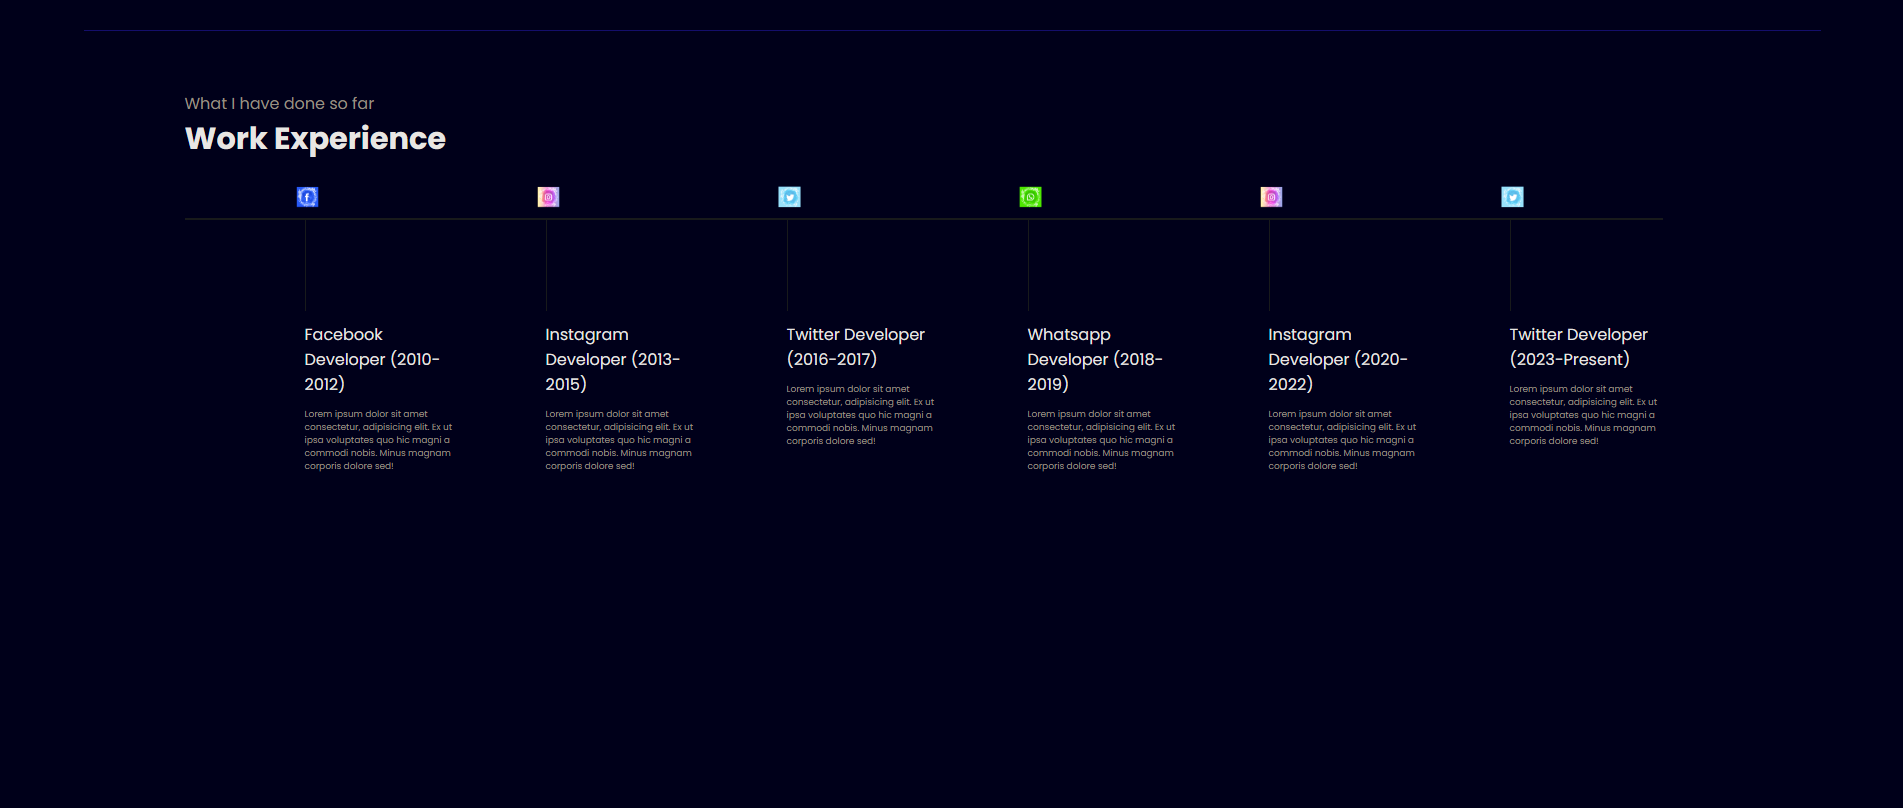 What I have done so far
Work Experience
Facebook
Developer (2010-
2012)
Lorem ipsum dolor sit amet
consectetur, adipisicing elit. Ex ut
ipsa voluptates quo hic magni a
commodi nobis. Minus magnam
corporis dolore sed!
Instagram
Developer (2013-
2015)
Lorem ipsum dolor sit amet
consectetur, adipisicing elit. Ex ut
ipsa voluptates quo hic magni a
commodi nobis. Minus magnam
corporis dolore sed!
Twitter Developer
(2016-2017)
Lorem ipsum dolor sit amet
consectetur, adipisicing elit. Ex ut
ipsa voluptates quo hic magni a
commodi nobis. Minus magnam
corporis dolore sed!
Whatsapp
Developer (2018-
2019)
Lorem ipsum dolor sit amet
consectetur, adipisicing elit. Ex ut
ipsa voluptates quo hic magni a
commodi nobis. Minus magnam
corporis dolore sed!
Instagram
Developer (2020-
2022)
Lorem ipsum dolor sit amet
consectetur, adipisicing elit. Ex ut
ipsa voluptates quo hic magni a
commodi nobis. Minus magnam
corporis dolore sed!
Twitter Developer
(2023-Present)
Lorem ipsum dolor sit amet
consectetur, adipisicing elit. Ex ut
ipsa voluptates quo hic magni a
commodi nobis. Minus magnam
corporis dolore sed!